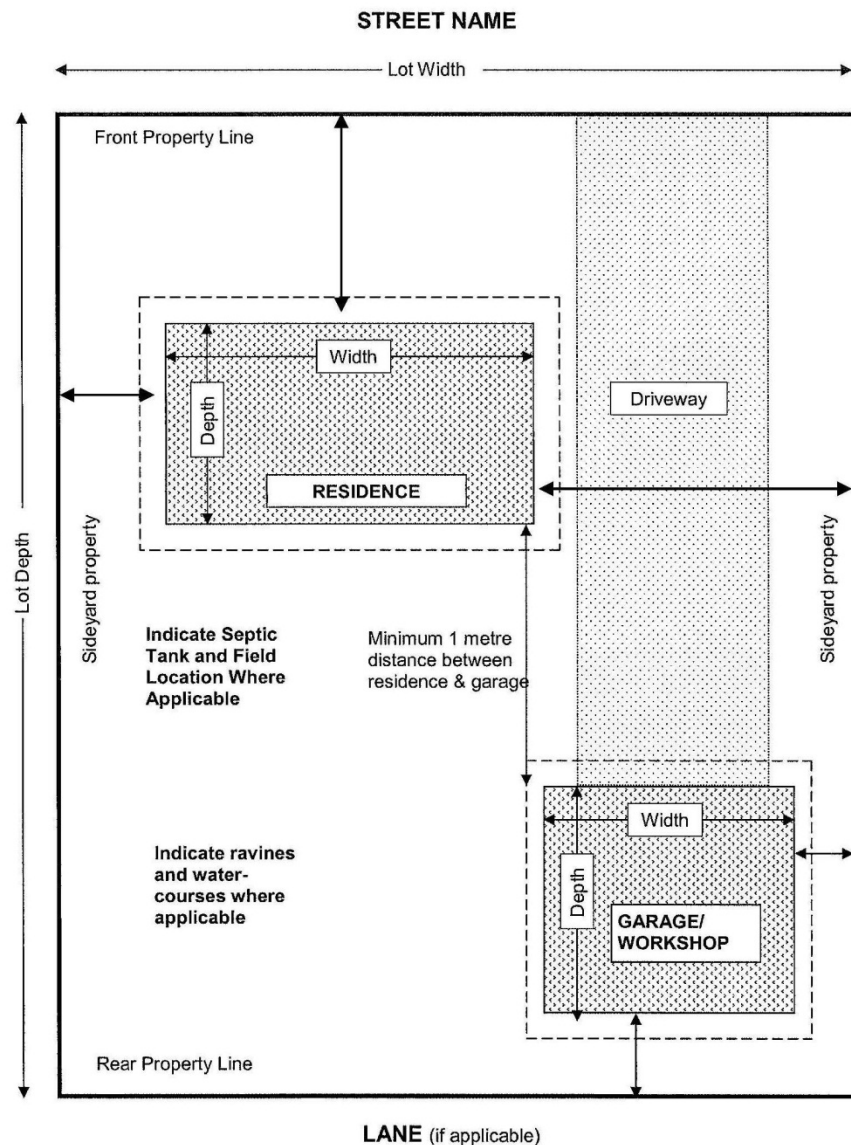 STREET NAME
Lot Width
Front Property Line
Width
Depth
Driveway
RESIDENCE
Lot Depth
Sideyard property
Sideyard property
Indicate Septic
Tank and Field
Location Where
Applicable
Minimum 1 metre
distance between
residence & garage
Width
Depth
Indicate ravines
and water-
courses where
applicable
GARAGE/
WORKSHOP
Rear Property Line
LANE (if applicable)